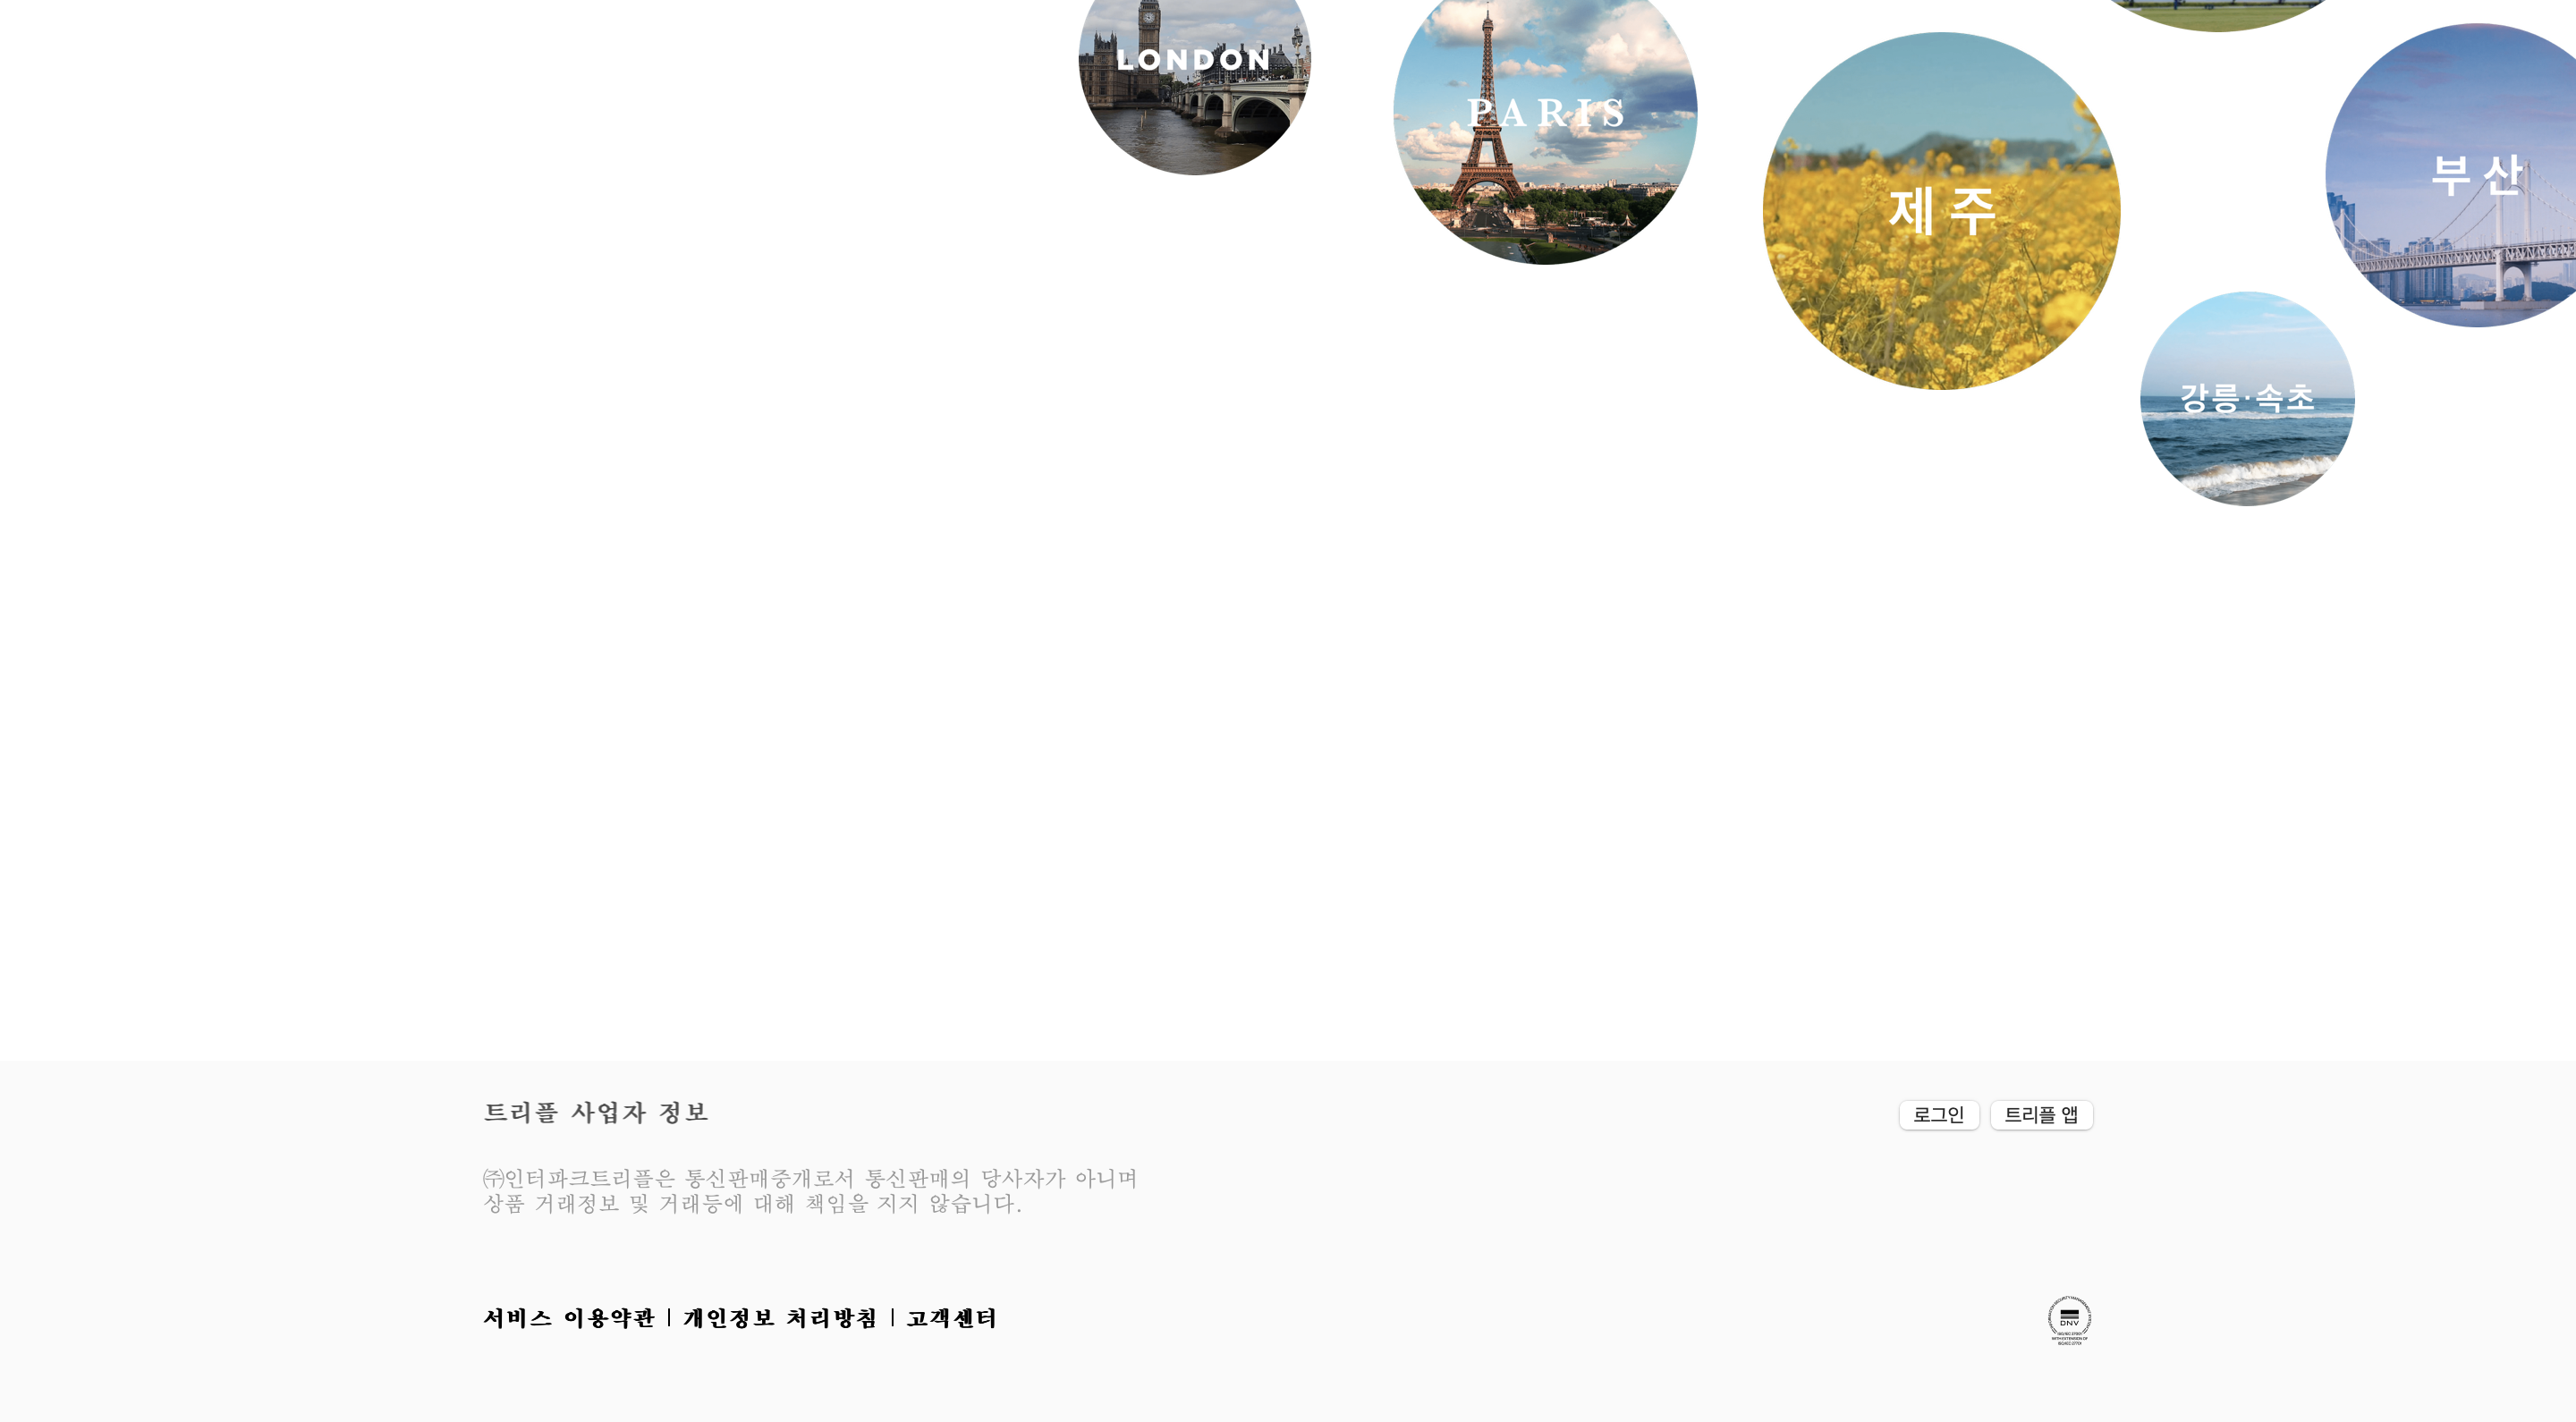 LONDON
PARIS
제주
부산
강릉·속초
트리플 사업자 정보
로그인
트리플 앱
㈜인터파크트리플은 통신판매중개로서 통신판매의 당사자가 아니며
상품 거래정보 및 거래등에 대해 책임을 지지 않습니다.
서비스 이용약관 | 개인정보 처리방침 | 고객센터
DNV